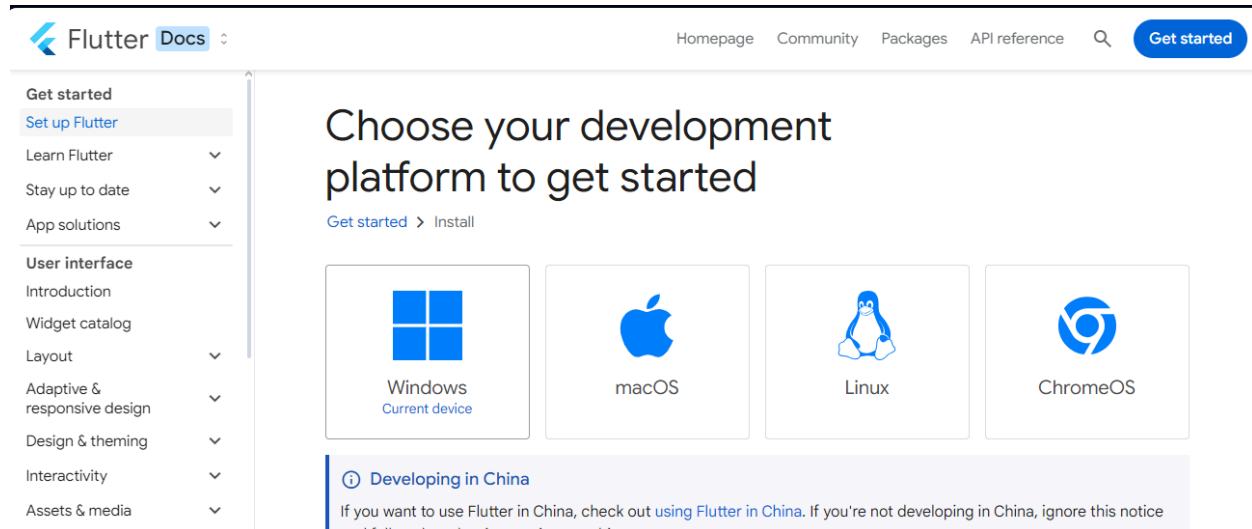 Flutter Docs
Homepage Community Packages API reference Get started
Get started
Set up Flutter
Learn Flutter
Stay up to date
App solutions
User interface
Introduction
Widget catalog
Layout
Adaptive &
responsive design
Design & theming
Interactivity
Assets & media
Choose your development
platform to get started
Get started > Install
Windows
Current device
macOS
Linux
ChromeOS
Developing in China
If you want to use Flutter in China, check out using Flutter in China. If you're not developing in China, ignore this notice